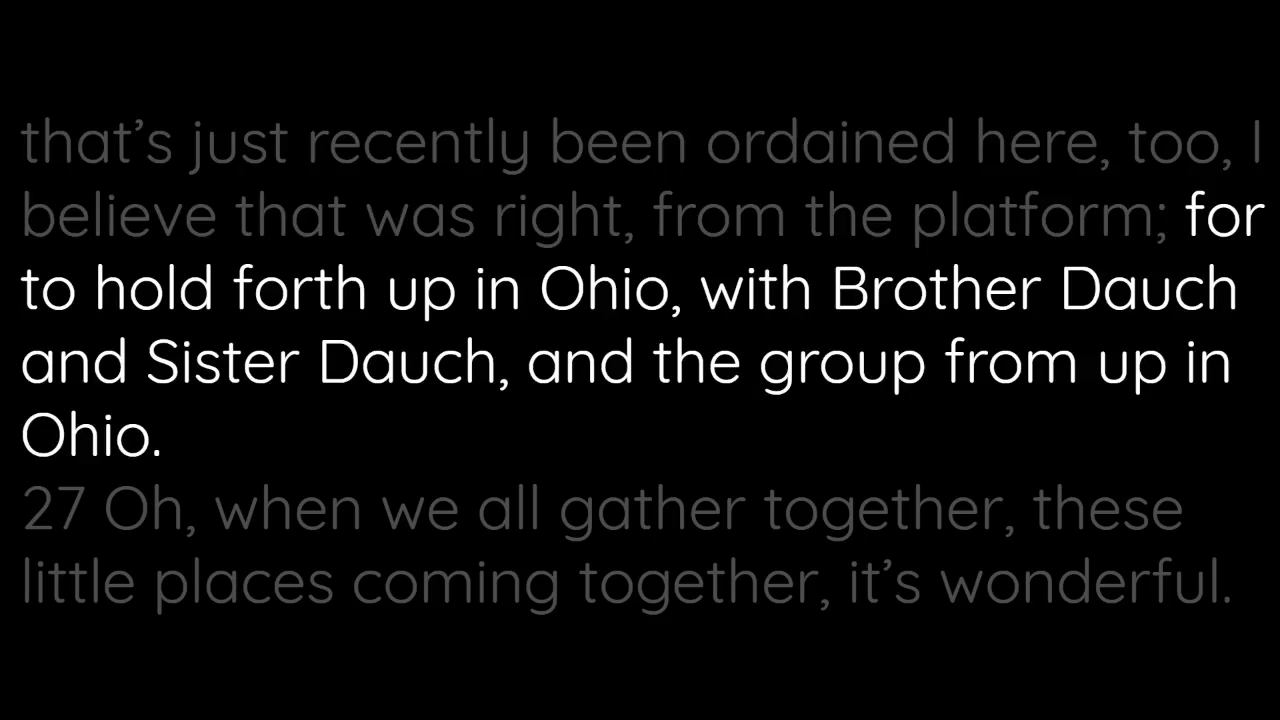 that’s just recently been ordained here, too, I
believe that was right, from the platform; for
to hold forth up in Ohio, with Brother Dauch
and Sister Dauch, and the group from up in
Ohio.
27 Oh, when we all gather together, these
little places coming together, it’s wonderful.